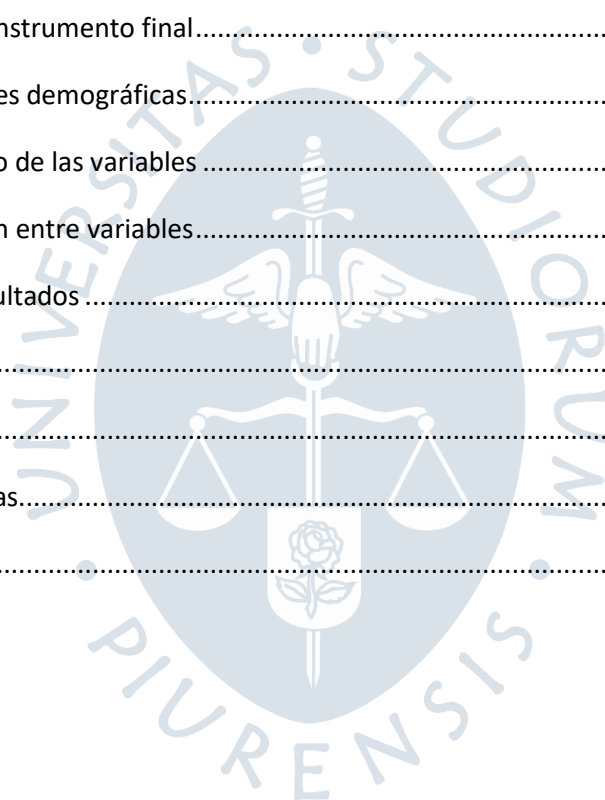 nstrumento final
es demográficas
o de las variables
n entre variables
ultados
as
UNIVERSITAS • STUDIORUM • PIURENSIS •